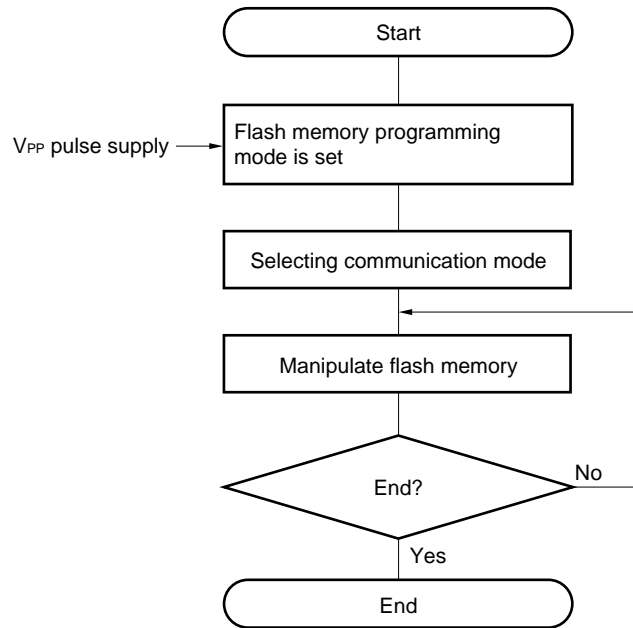 Start
Flash memory programming
mode is set
VPP pulse supply
Selecting communication mode
Manipulate flash memory
End?
No
Yes
End